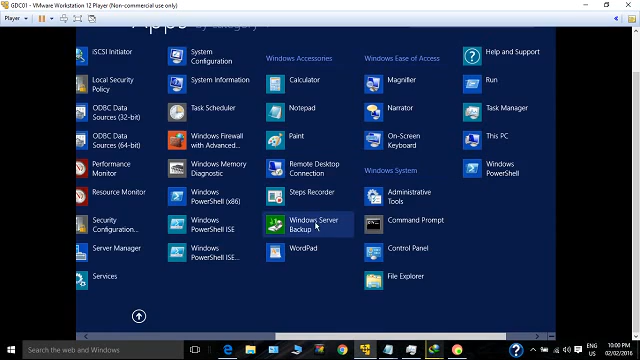 GDC01 - VMware Workstation 12 Player (Non-commercial use only)
Player
Apps by category
iSCSI Initiator
Local Security
Policy
ODBC Data
Sources (32-bit)
ODBC Data
Sources (64-bit)
Performance
Monitor
Resource Monitor
Security
Configuration...
Server Manager
Services
System
Configuration
System Information
Task Scheduler
Windows Firewall
with Advanced...
Windows Memory
Diagnostic
Windows
PowerShell (x86)
Windows
PowerShell ISE
Windows
PowerShell ISE...
Windows Accessories
Calculator
Notepad
Paint
Remote Desktop
Connection
Steps Recorder
Windows Server
Backup
WordPad
Windows Ease of Access
Magnifier
Narrator
On-Screen
Keyboard
Windows System
Administrative
Tools
Command Prompt
Control Panel
File Explorer
Help and Support
Run
Task Manager
This PC
Windows
PowerShell
Search the web and Windows
10:00 PM
02/02/2016